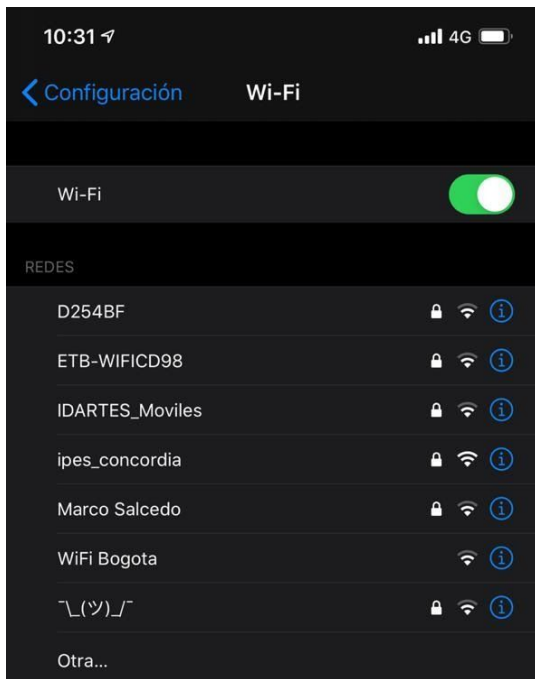 10:31 4G
Configuración Wi-Fi
Wi-Fi
REDES
D254BF
ETB-WIFICD98
IDARTES_Moviles
ipes_concordia
Marco Salcedo
WiFi Bogota
¯\_(ツ)_/¯
Otra...